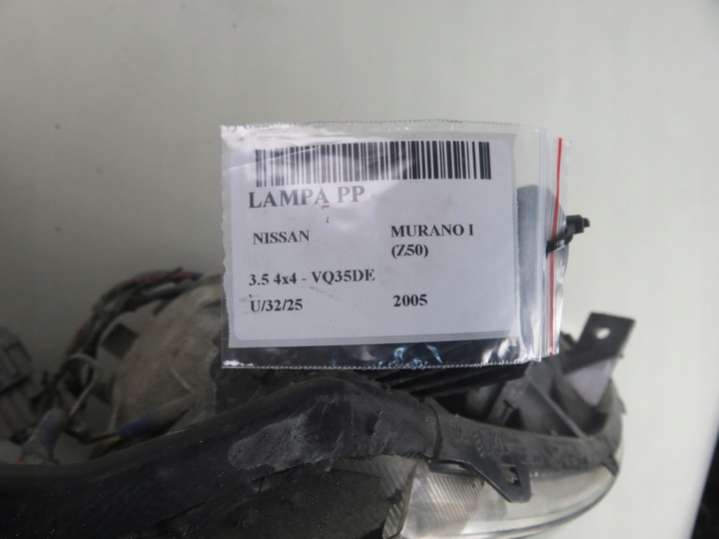 LAMPA PP
NISSAN MURANO I
(Z50)
3.5 4x4 - VQ35DE
U/32/25 2005